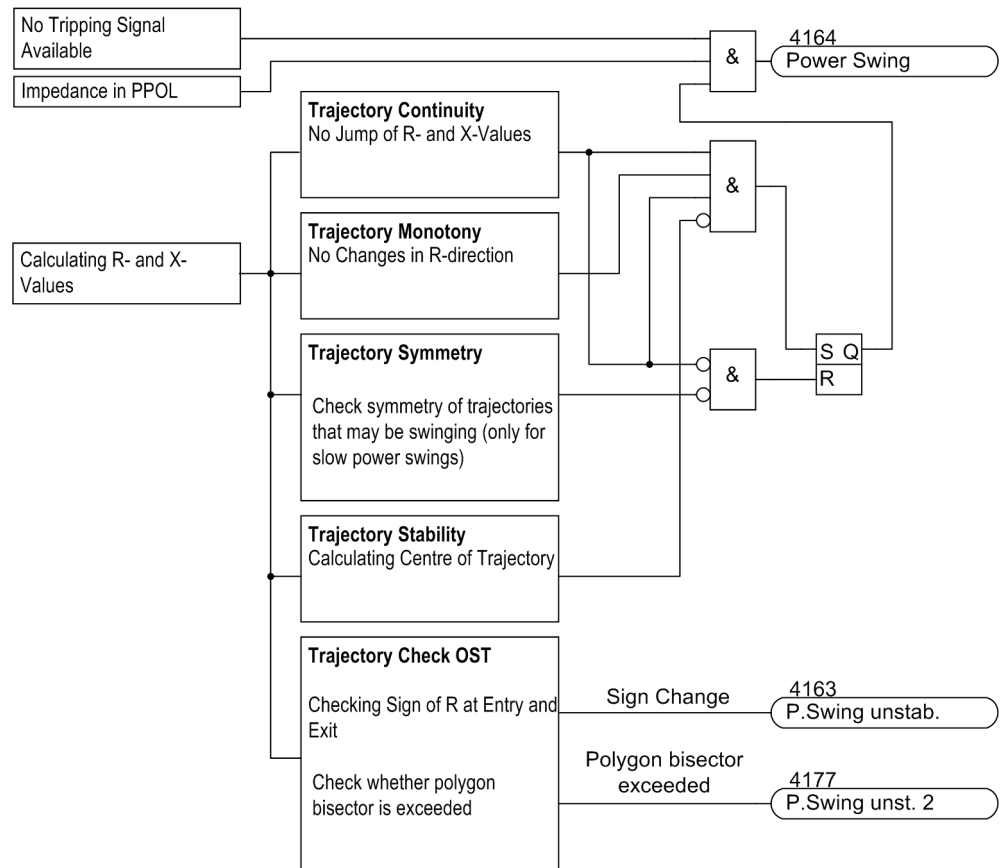 No Tripping Signal
Available
Impedance in PPOL
&
4164
Power Swing
Trajectory Continuity
No Jump of R- and X-Values
&
Trajectory Monotony
No Changes in R-direction
Calculating R- and X-
Values
Trajectory Symmetry
Check symmetry of trajectories
that may be swinging (only for
slow power swings)
&
S Q
R
Trajectory Stability
Calculating Centre of Trajectory
Trajectory Check OST
Checking Sign of R at Entry and
Exit
Check whether polygon
bisector is exceeded
Sign Change
4163
P.Swing unstab.
Polygon bisector
exceeded
4177
P.Swing unst. 2